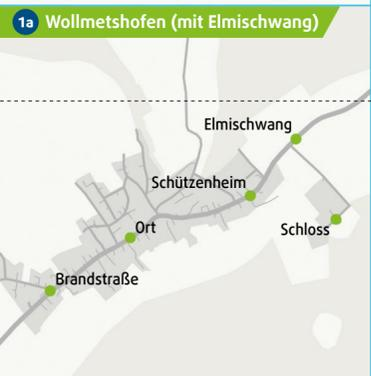 1a Wollmetshofen (mit Elmischwang)
Elmischwang
Schützenheim
Schloss
Ort
Brandstraße